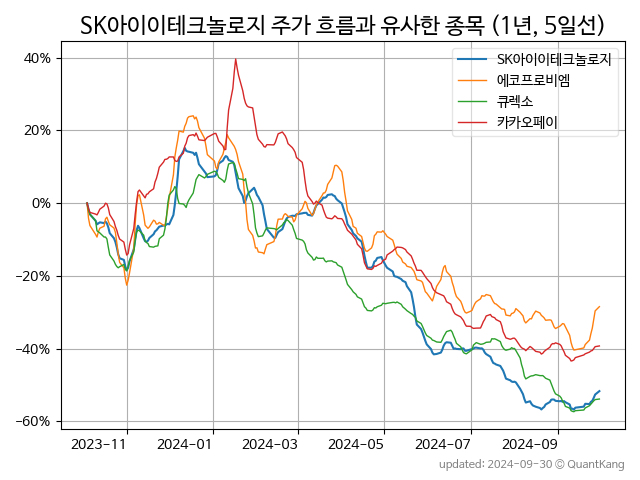 SK아이이테크놀로지 주가 흐름과 유사한 종목 (1년, 5일선)
SK아이이테크놀로지
에코프로비엠
큐렉소
카카오페이
40%
20%
0%
−20%
−40%
−60%
2023-11
2024-01
2024-03
2024-05
2024-07
2024-09
updated: 2024-09-30 © QuantKang